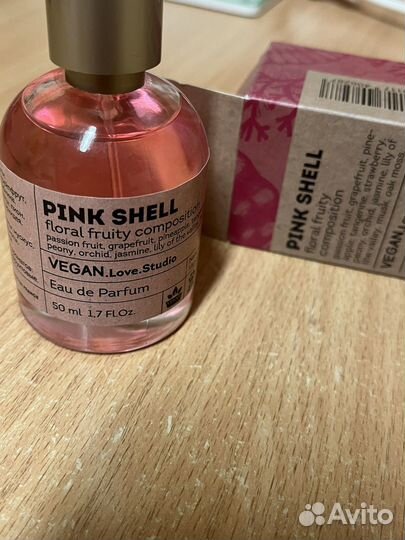 PINK SHELL
floral fruity composition
passion fruit, grapefruit, pineapple,
peony, orchid, jasmine, lily of the
VEGAN.Love.Studio
Eau de Parfum
50 ml 1.7 FLOz.
PINK SHELL
floral fruity
composition
passion fruit, grapefruit, pine-
apple, tangerine, strawberry,
peony, orchid, jasmine, lily of
the valley, musk, oak moss
VEGAN.Lov
Avito